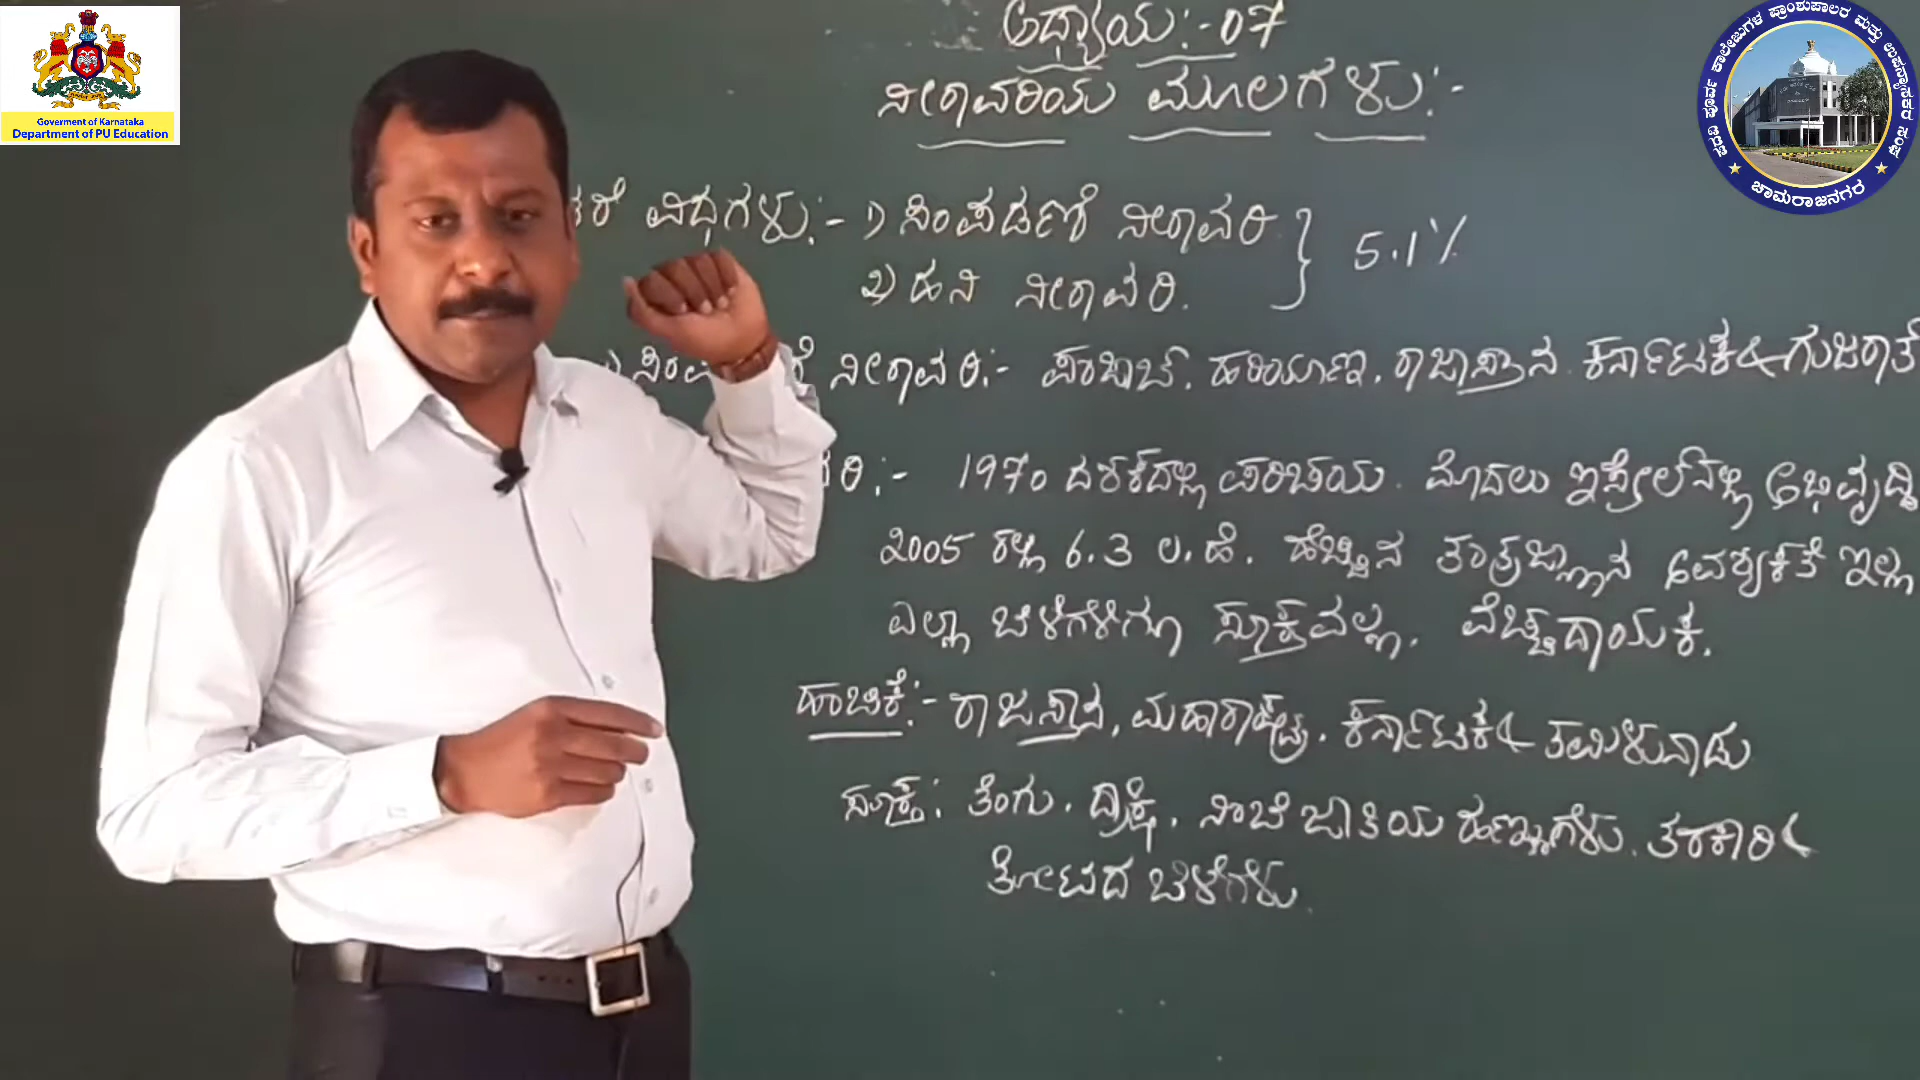 Government of Karnataka
Department of PU Education
ಚಾಮರಾಜನಗರ
ಅಧ್ಯಾಯ:-07
ನೀರಾವರಿಯ ಮೂಲಗಳು:-
ವಿಧಗಳು:- 1) ಸಿಂಪಡಣೆ ನೀರಾವರಿ } 5.1%
2) ಹನಿ ನೀರಾವರಿ.
ನೀರಾವರಿ:- ಪಂಜಾಬ್, ಹರಿಯಾಣ, ರಾಜಸ್ತಾನ, ಕರ್ನಾಟಕ & ಗುಜರಾತ
ರಿ:- 1970 ದಶಕದಲ್ಲಿ ಪರಿಚಯ. ಮೊದಲು ಇಸ್ರೇಲ್‌ನಲ್ಲಿ ಅಭಿವೃದ್ಧಿ
2005 ರಲ್ಲಿ 6.3 ಲ.ಹೆ. ಹೆಚ್ಚಿನ ತಂತ್ರಜ್ಞಾನ ಅವಶ್ಯಕತೆ ಇಲ್ಲ
ಎಲ್ಲಾ ಬೆಳೆಗಳಿಗೂ ಸೂಕ್ತವಲ್ಲ. ವೆಚ್ಚದಾಯಕ.
ಹಂಚಿಕೆ:- ರಾಜಸ್ತಾನ, ಮಹಾರಾಷ್ಟ್ರ, ಕರ್ನಾಟಕ & ತಮಿಳುನಾಡು
ಸೂಕ್ತ: ತೆಂಗು, ದ್ರಾಕ್ಷಿ, ನಿಂಬೆ ಜಾತಿಯ ಹಣ್ಣುಗಳು, ತರಕಾರಿ &
ತೋಟದ ಬೆಳೆಗಳು.